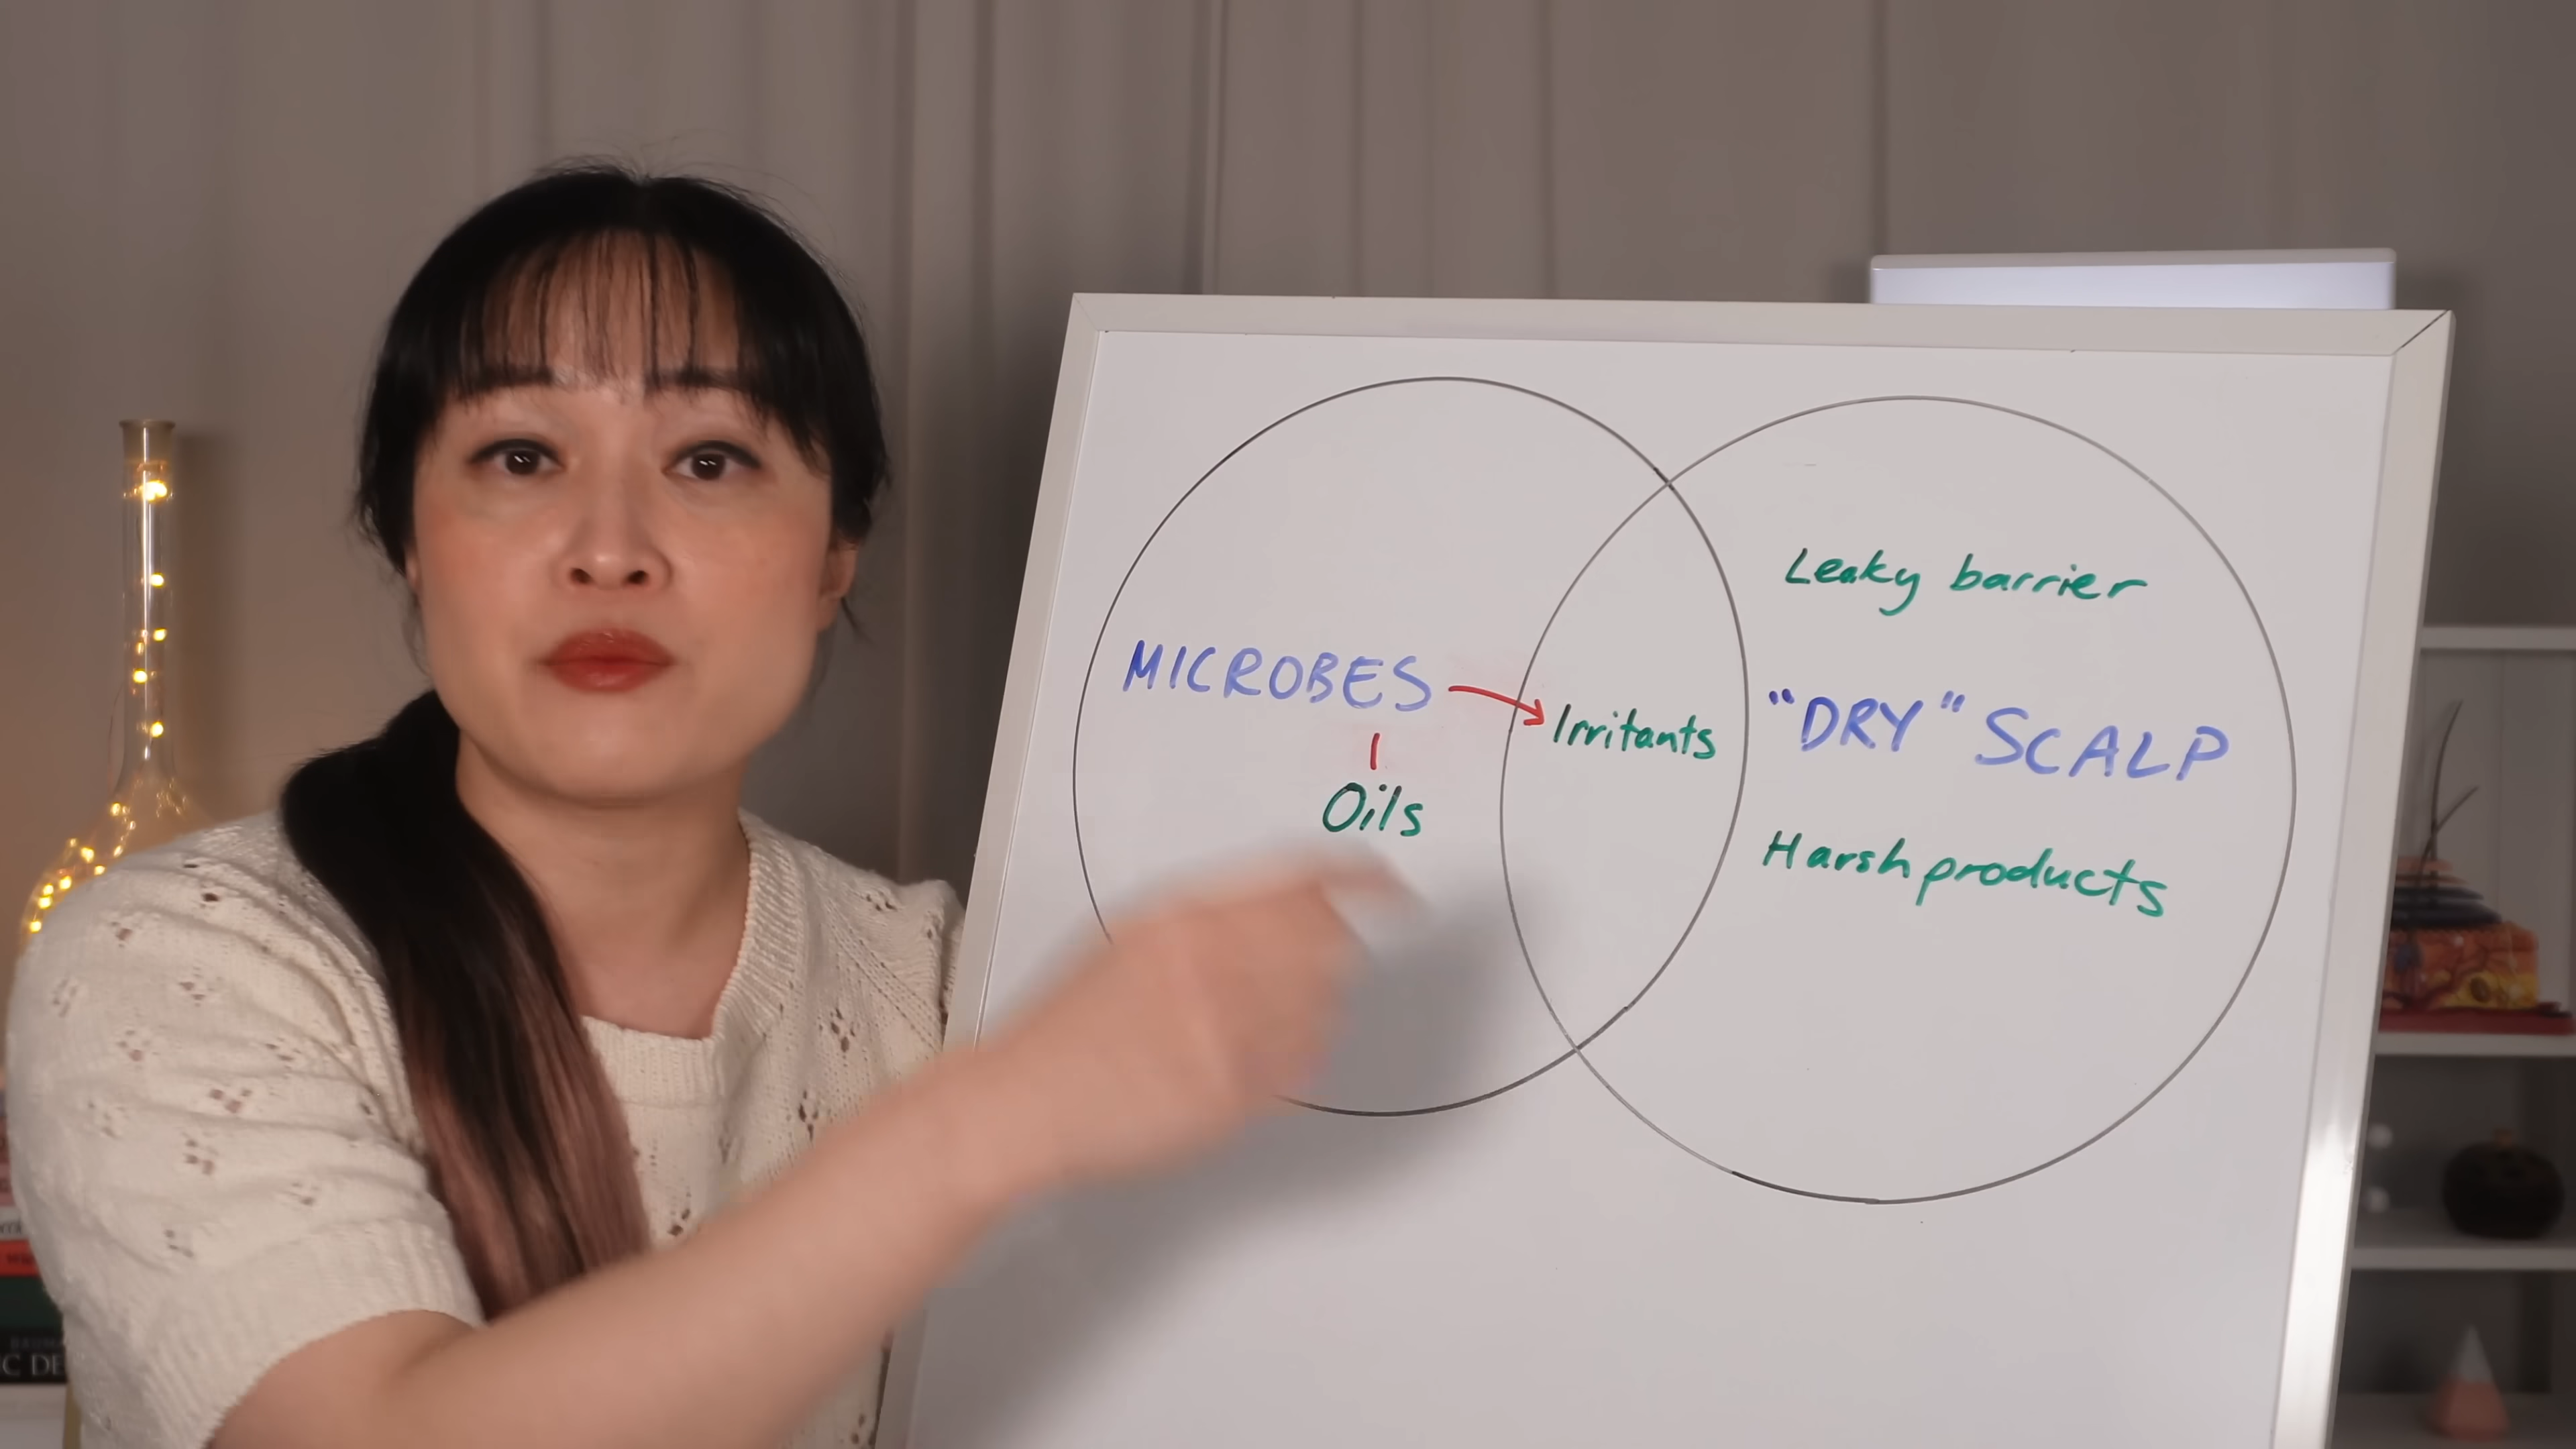 MICROBES
Oils
Irritants
Leaky barrier
"DRY" SCALP
Harsh products